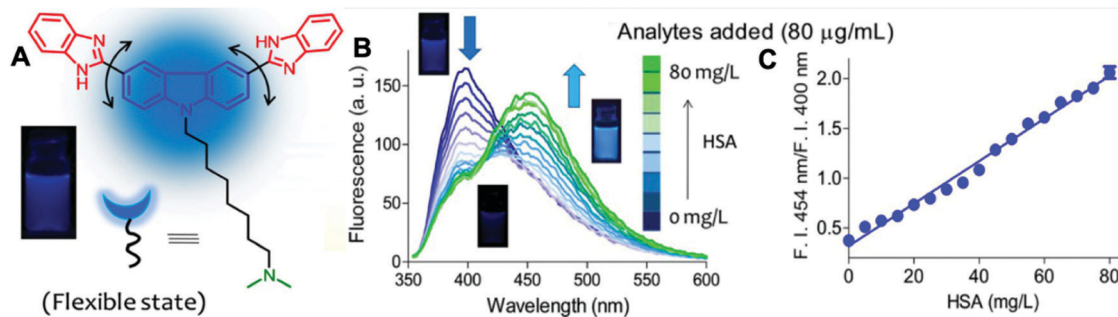 A
N
HN
N
H
N
N
N
(Flexible state)
B
Analytes added (80 μg/mL)
Fluorescence (a. u.)
150
100
50
0
355
400
450
500
550
600
Wavelength (nm)
80 mg/L
HSA
0 mg/L
C
F. I. 454 nm/F. I. 400 nm
2.0
1.5
1.0
0.5
0
20
40
60
80
HSA (mg/L)